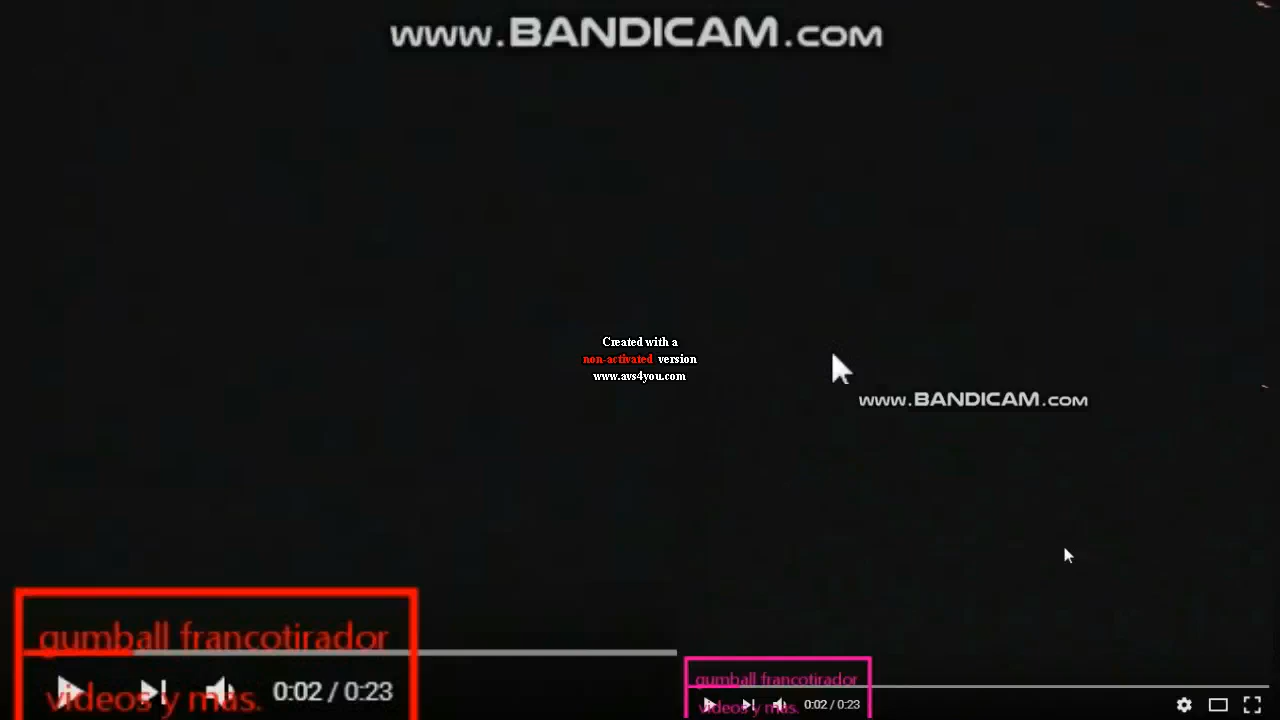 www.BANDICAM.com
Created with a
non-activated version
www.avs4you.com
www.BANDICAM.com
gumball francotirador
videos y mas.
0:02 / 0:23
gumball francotirador
videos y mas.
0:02 / 0:23